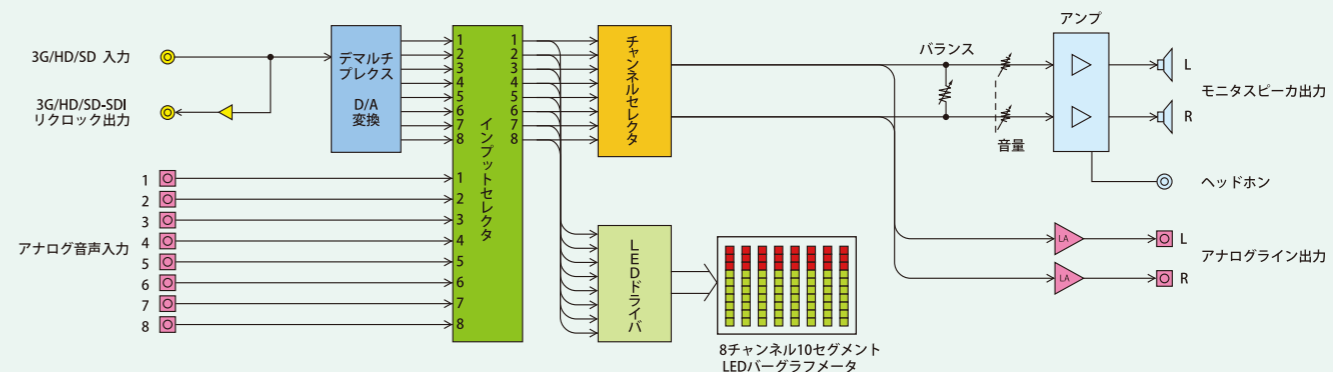 3G/HD/SD 入力
3G/HD/SD-SDI
リクロック出力
デマルチ
プレクス
D/A
変換
1
2
3
4
5
6
7
8
インプットセレクタ
1
2
3
4
5
6
7
8
チャンネルセレクタ
バランス
音量
アンプ
L
R
モニタスピーカ出力
ヘッドホン
アナログ音声入力
1
2
3
4
5
6
7
8
1
2
3
4
5
6
7
8
LEDドライバ
8チャンネル10セグメント
LEDバーグラフメータ
LA
LA
L
R
アナログライン出力